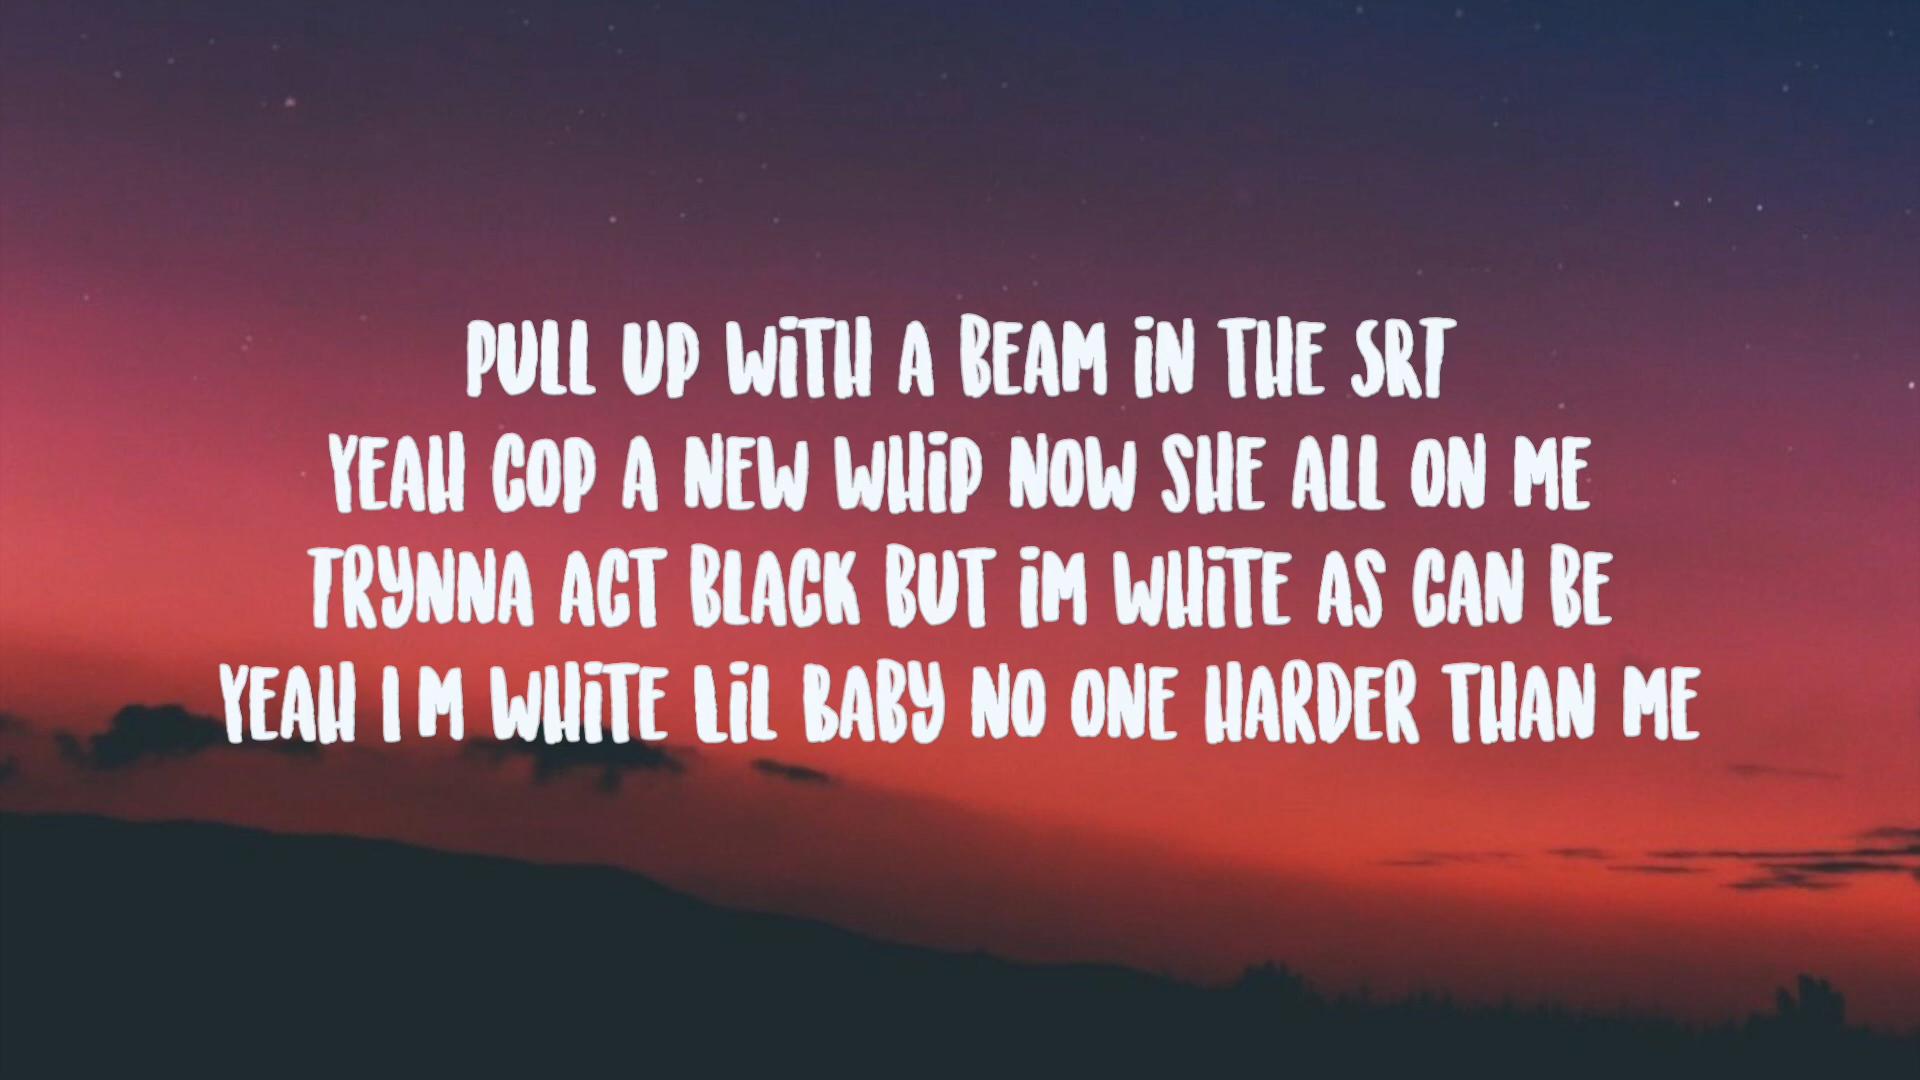 PULL UP WiTH A BEAM iN THE SRT
YEAH COP A NEW WHiP NOW SHE ALL ON ME
TRYNNA ACT BLACK BUT iM WHiTE AS CAN BE
YEAH I M WHiTE LiL BABY NO ONE HARDER THAN ME